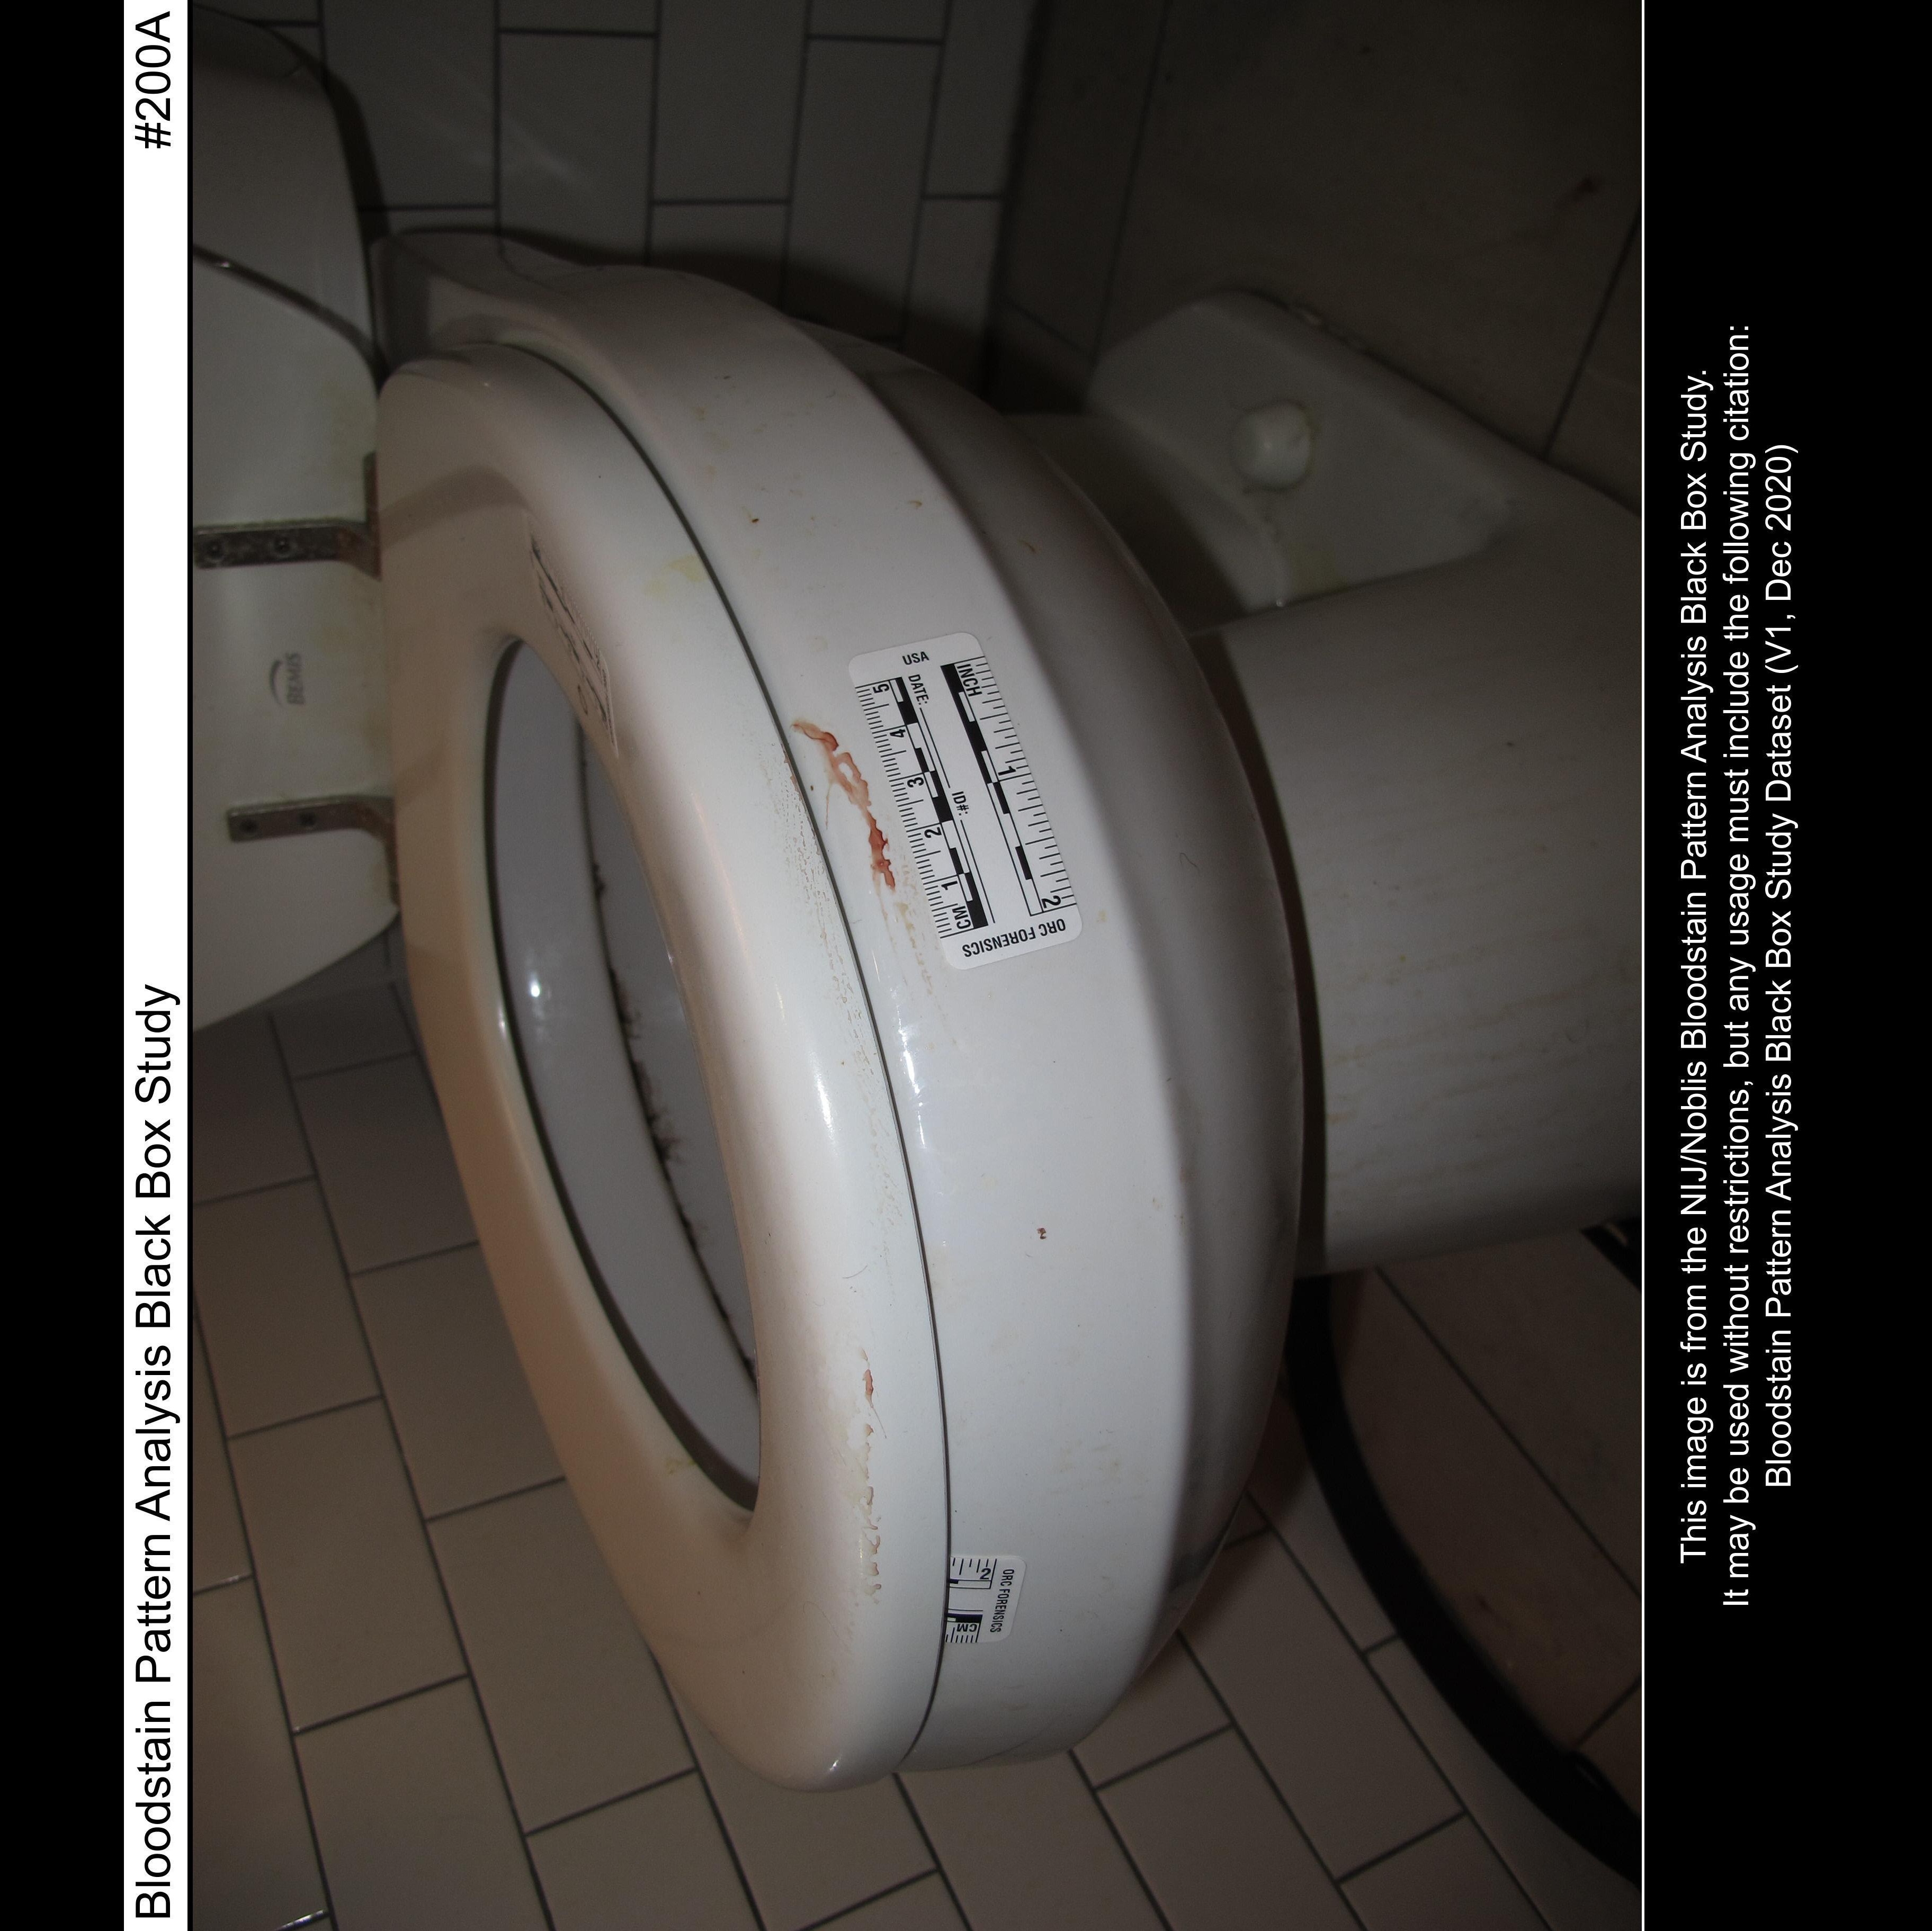 Bloodstain Pattern Analysis Black Box Study #200A
BEMIS
USA
DATE:
ID#:
5 4 3 2 1 CM
INCH 1 2
ORC FORENSICS
2
CM
ORC FORENSICS
This image is from the NIJ/Noblis Bloodstain Pattern Analysis Black Box Study.
It may be used without restrictions, but any usage must include the following citation:
Bloodstain Pattern Analysis Black Box Study Dataset (V1, Dec 2020)